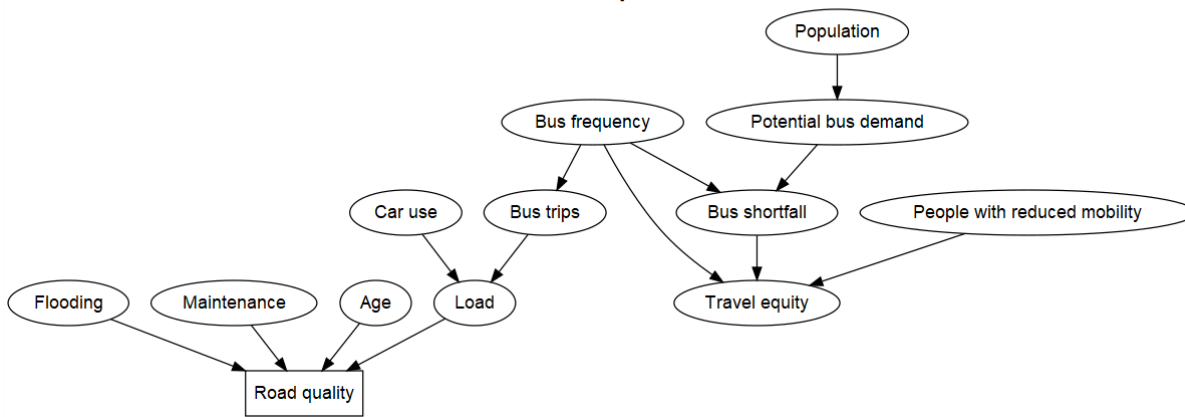 Population
Bus frequency
Potential bus demand
Car use
Bus trips
Bus shortfall
People with reduced mobility
Flooding
Maintenance
Age
Load
Travel equity
Road quality